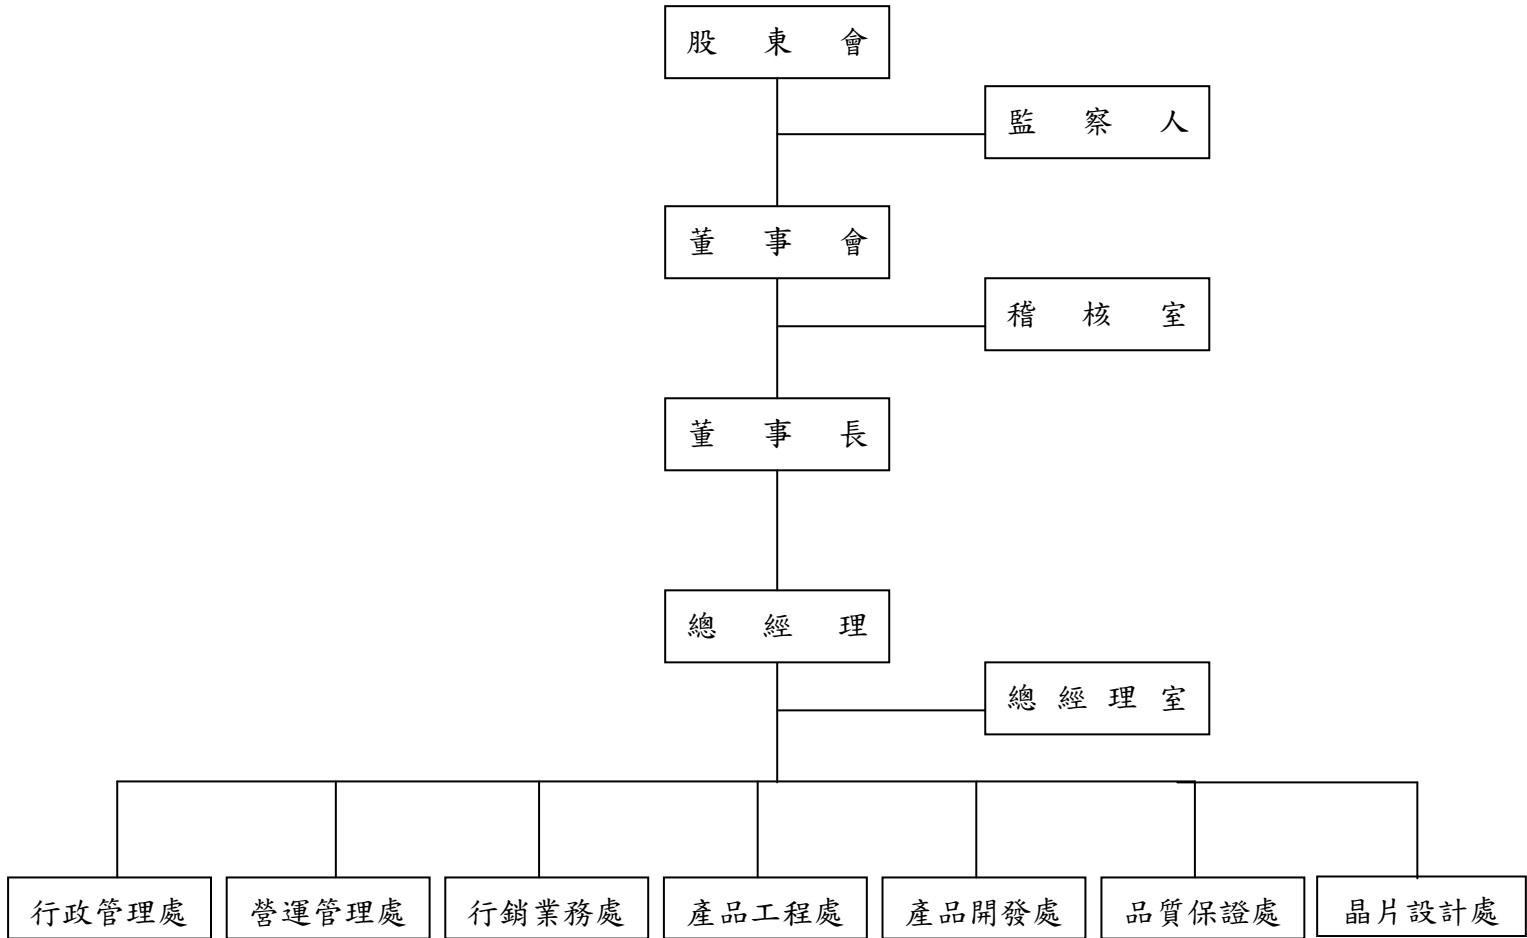 股東會
監察人
董事會
稽核室
董事長
總經理
總經理室
行政管理處
營運管理處
行銷業務處
產品工程處
產品開發處
品質保證處
晶片設計處